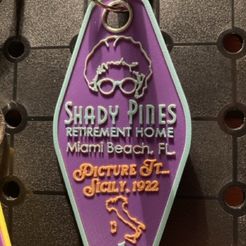 SHADY PINES
RETIREMENT HOME
Miami Beach, FL
PICTURE IT...
SICILY, 1922